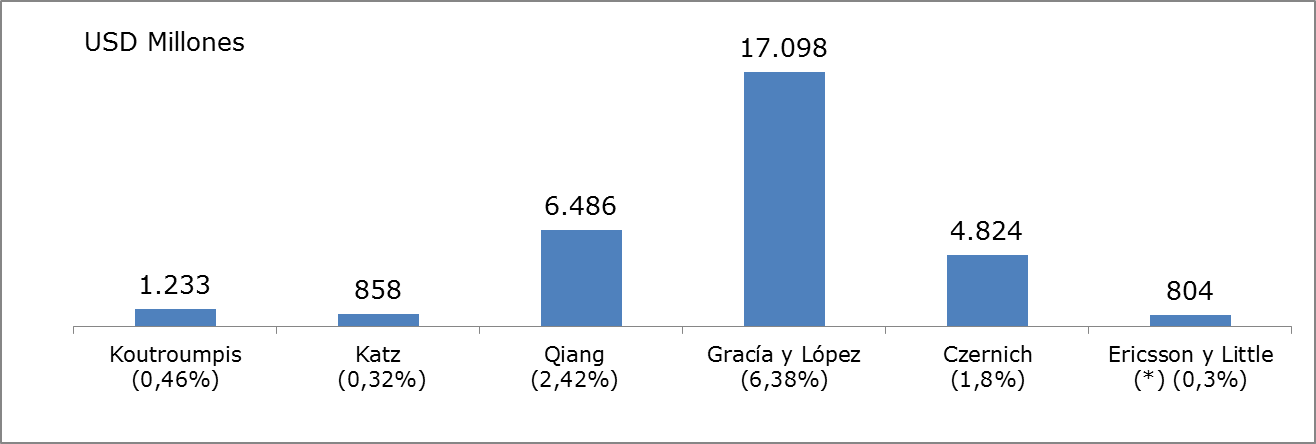 USD Millones
17.098
6.486
4.824
1.233
858
804
Koutroumpis
(0,46%)
Katz
(0,32%)
Qiang
(2,42%)
Gracía y López
(6,38%)
Czernich
(1,8%)
Ericsson y Little
(*) (0,3%)